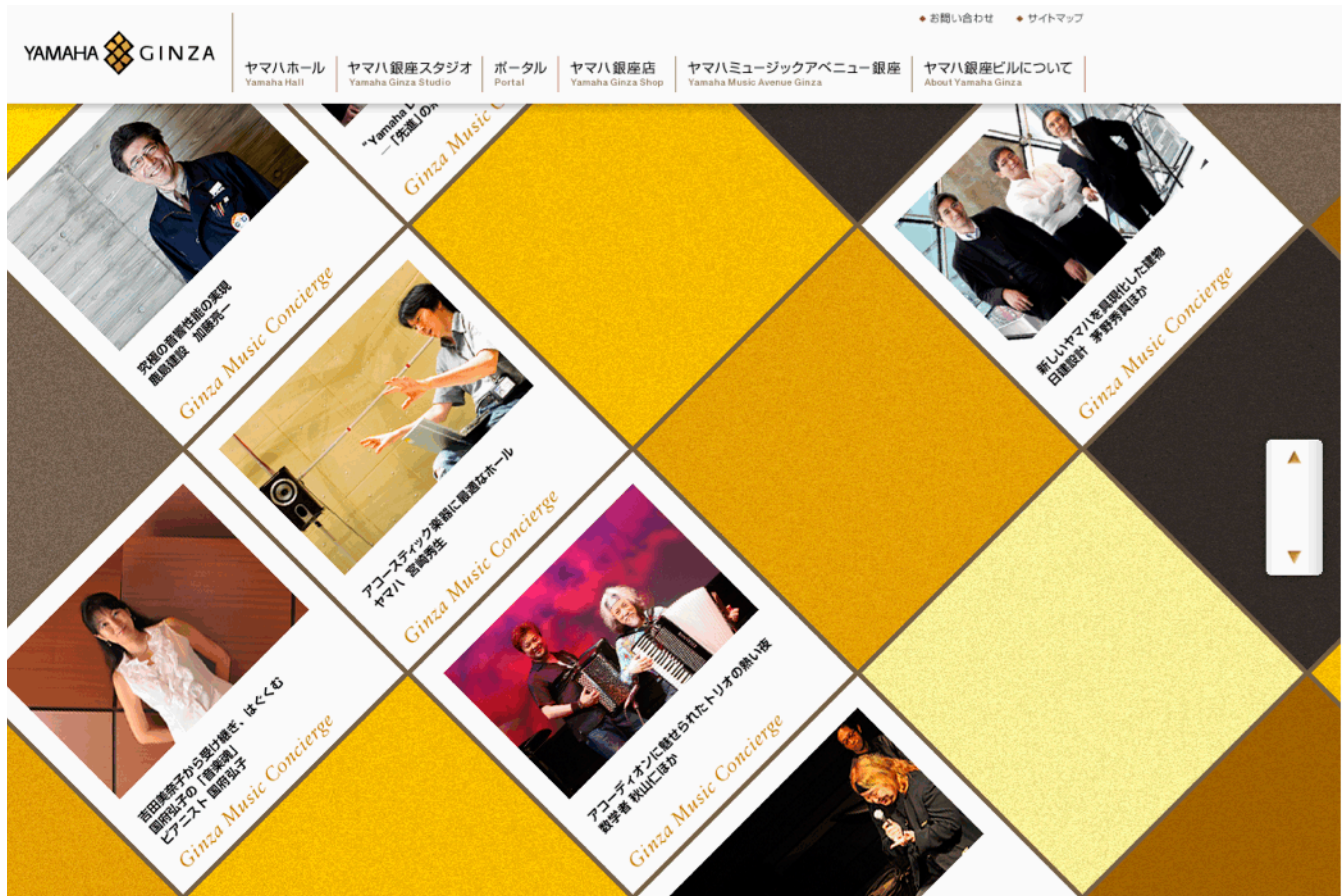 お問い合わせ
サイトマップ
YAMAHA GINZA
ヤマハホール
Yamaha Hall
ヤマハ銀座スタジオ
Yamaha Ginza Studio
ポータル
Portal
ヤマハ銀座店
Yamaha Ginza Shop
ヤマハミュージックアベニュー銀座
Yamaha Music Avenue Ginza
ヤマハ銀座ビルについて
About Yamaha Ginza
"Yamaha
—「先進」の
Ginza Music
究極の音響性能の実現
鹿島建設 加藤亮一
Ginza Music Concierge
新しいヤマハを具現化した建物
日建設計 茅野秀真ほか
Ginza Music Concierge
アコースティック楽器に最適なホール
ヤマハ 宮崎秀生
Ginza Music Concierge
吉田美奈子から受け継ぎ、はぐくむ
国府弘子の「音楽魂」
ピアニスト 国府弘子
Ginza Music Concierge
アコーディオンに魅せられたトリオの熱い夜
数学者 秋山仁ほか
Ginza Music Concierge